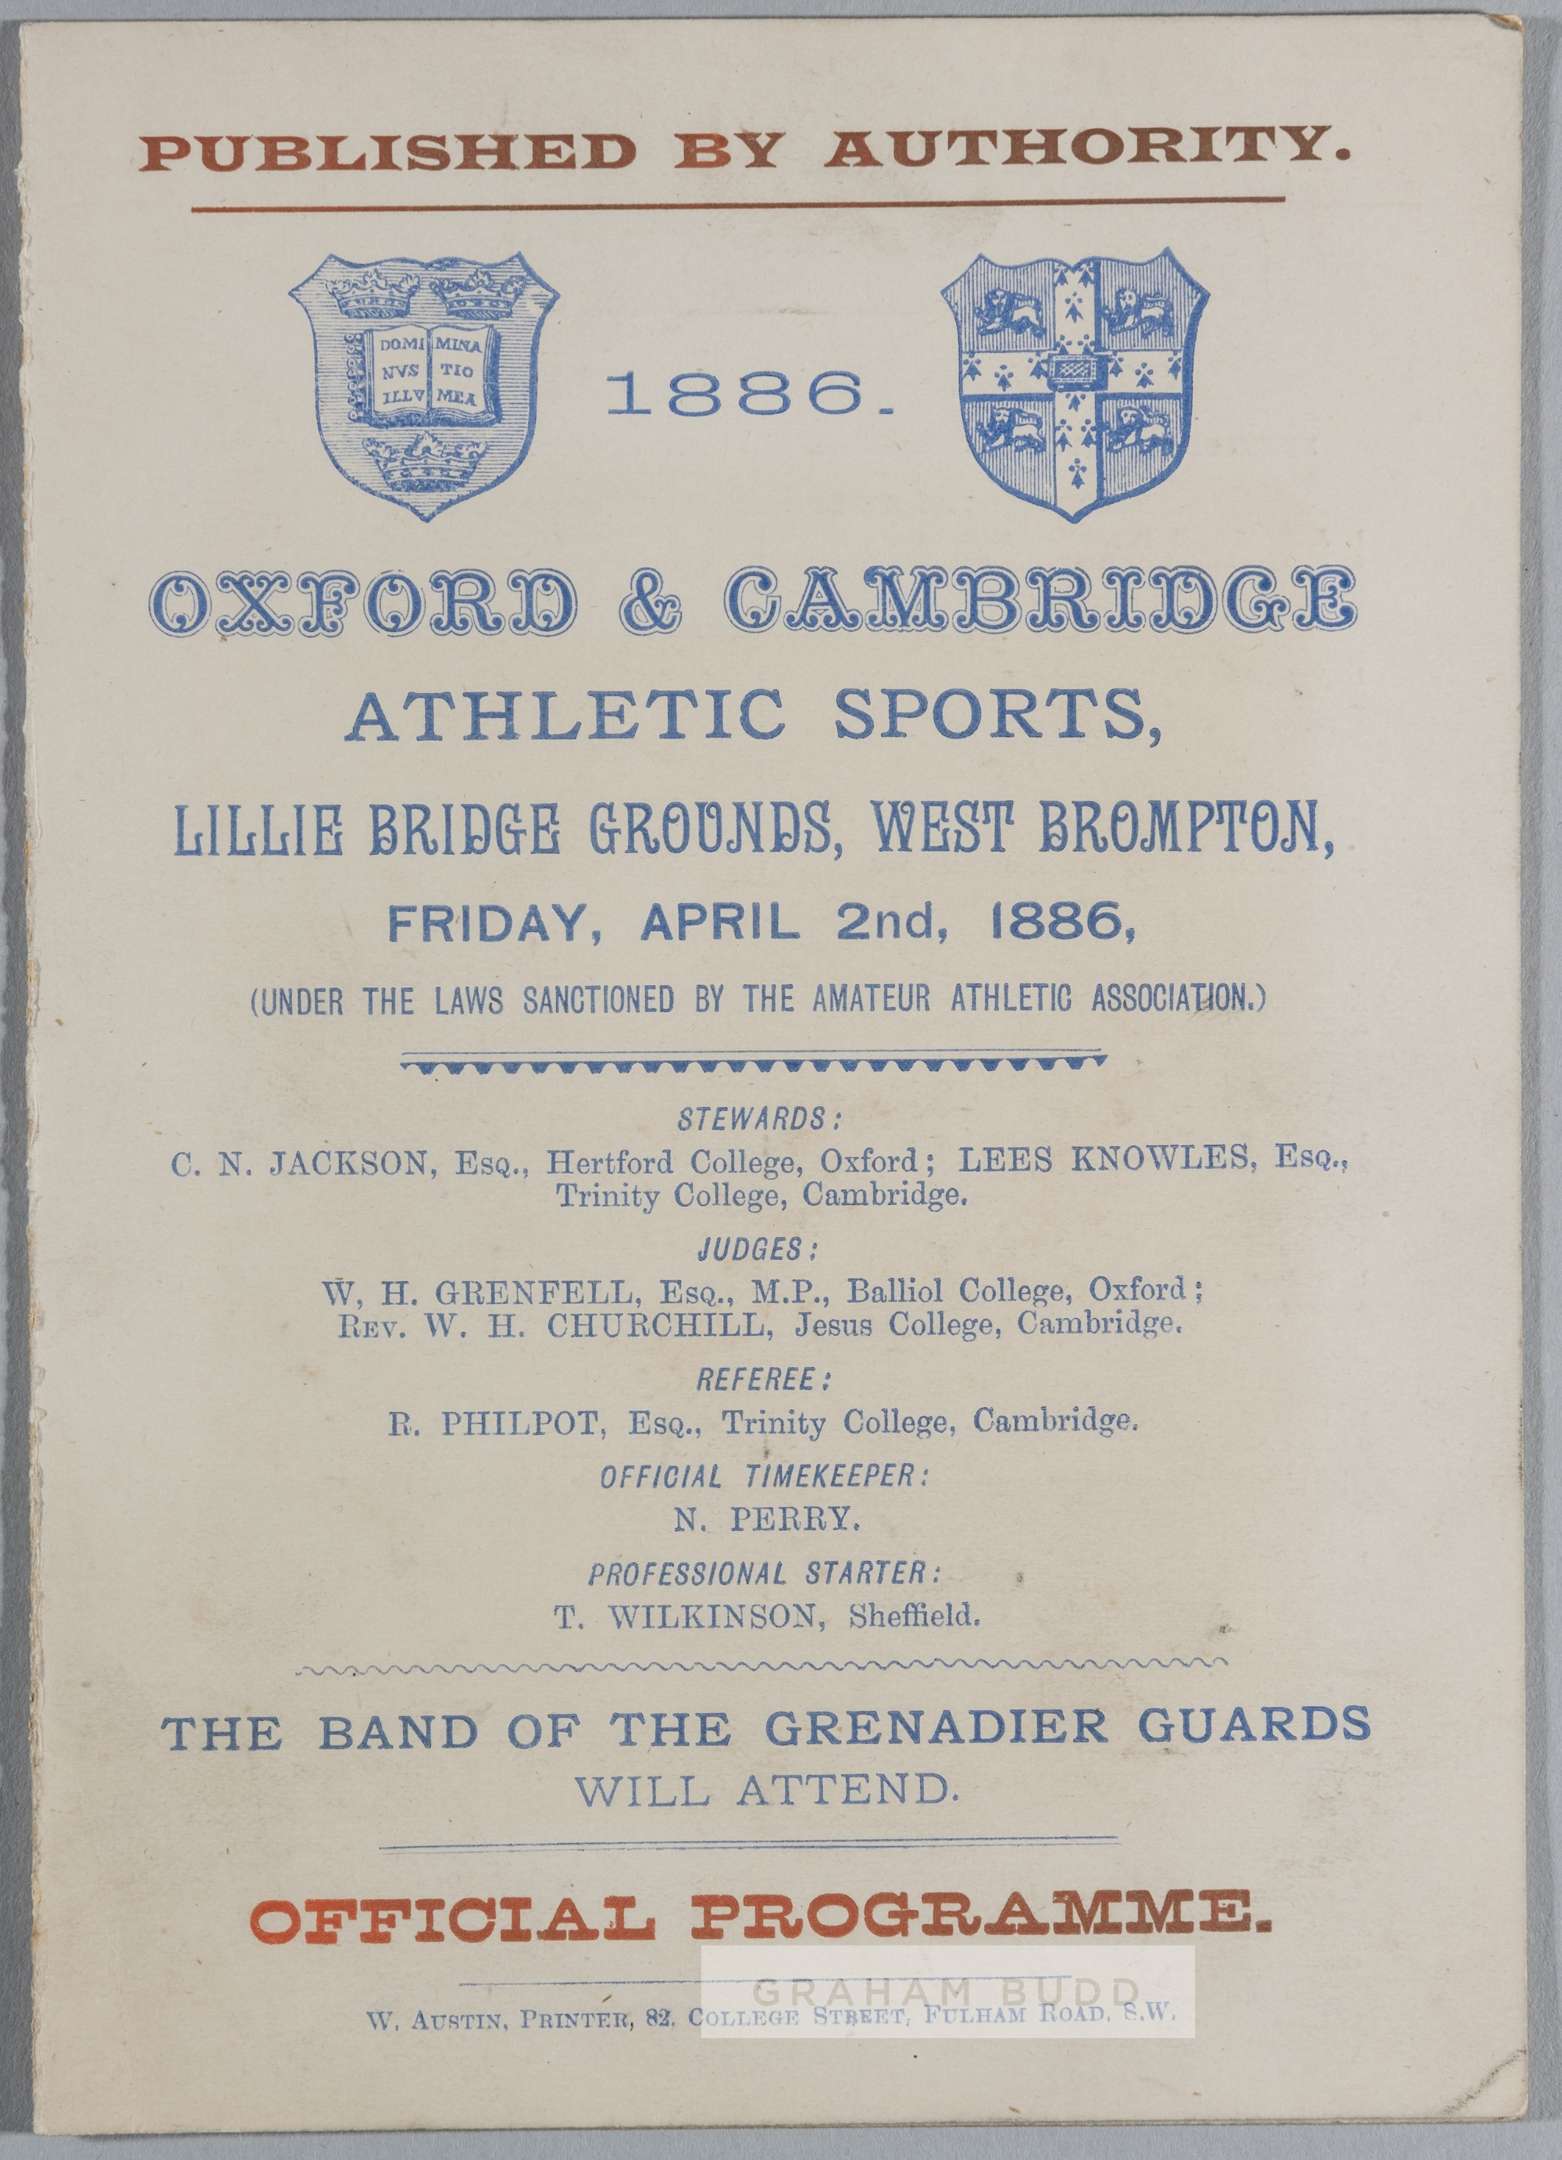 PUBLISHED BY AUTHORITY.
DOMI MINA
NVS TIO
ILLV MEA
1886.
OXFORD & CAMBRIDGE
ATHLETIC SPORTS,
LILLIE BRIDGE GROUNDS, WEST BROMPTON,
FRIDAY, APRIL 2nd, 1886,
(UNDER THE LAWS SANCTIONED BY THE AMATEUR ATHLETIC ASSOCIATION.)
STEWARDS:
C. N. JACKSON, Esq., Hertford College, Oxford; LEES KNOWLES, Esq.,
Trinity College, Cambridge.
JUDGES:
W, H. GRENFELL, Esq., M.P., Balliol College, Oxford;
Rev. W. H. CHURCHILL, Jesus College, Cambridge.
REFEREE:
R. PHILPOT, Esq., Trinity College, Cambridge.
OFFICIAL TIMEKEEPER:
N. PERRY.
PROFESSIONAL STARTER:
T. WILKINSON, Sheffield.
THE BAND OF THE GRENADIER GUARDS
WILL ATTEND.
OFFICIAL PROGRAMME.
GRAHAM BUDD
W. Austin, Printer, 82, College Street, Fulham Road, S.W.